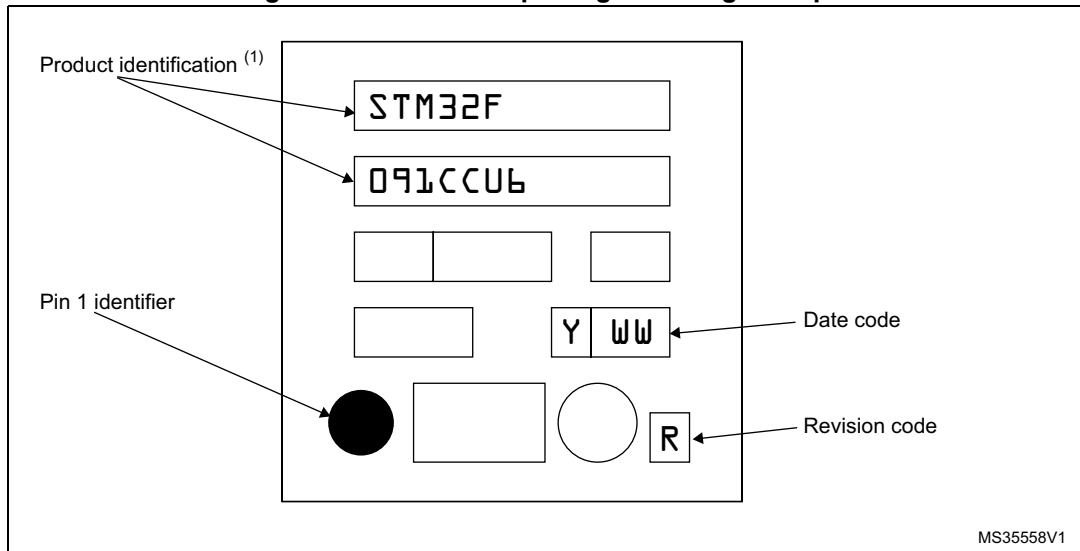 Product identification (1)
STM32F
091CCU6
Pin 1 identifier
Y WW
Date code
R
Revision code
MS35558V1